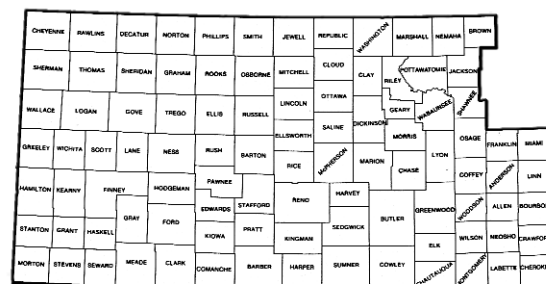 CHEYENNE RAWLINS DECATUR NORTON PHILLIPS SMITH JEWELL REPUBLIC WASHINGTON MARSHALL NEMAHA BROWN
SHERMAN THOMAS SHERIDAN GRAHAM ROOKS OSBORNE MITCHELL CLOUD CLAY RILEY POTTAWATOMIE JACKSON
WALLACE LOGAN GOVE TREGO ELLIS RUSSELL LINCOLN OTTAWA GEARY WABAUNSEE SHAWNEE
ELLSWORTH SALINE DICKINSON MORRIS OSAGE FRANKLIN MIAMI
GREELEY WICHITA SCOTT LANE NESS RUSH BARTON RICE McPHERSON MARION CHASE LYON COFFEY ANDERSON LINN
HAMILTON KEARNY FINNEY HODGEMAN PAWNEE STAFFORD RENO HARVEY BUTLER GREENWOOD WOODSON ALLEN BOURBO
GRAY FORD EDWARDS SEDGWICK
STANTON GRANT HASKELL KIOWA PRATT KINGMAN ELK WILSON NEOSHO CRAWFOR
MORTON STEVENS SEWARD MEADE CLARK COMANCHE BARBER HARPER SUMNER COWLEY CHAUTAUQUA MONTGOMERY LABETTE CHEROKE